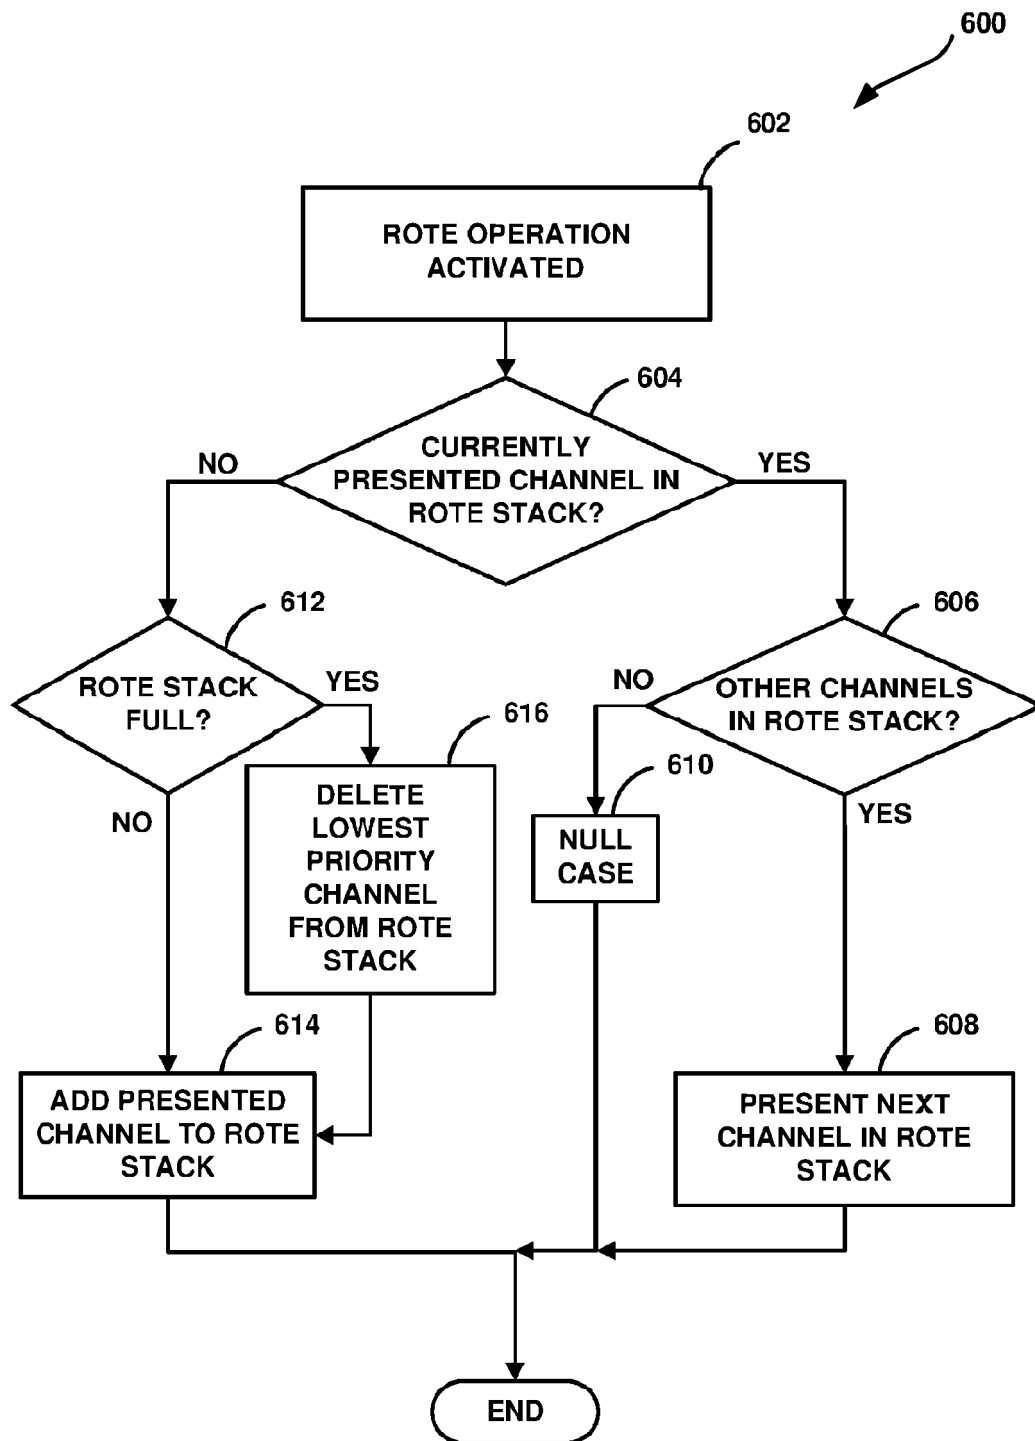 600
602
ROTE OPERATION
ACTIVATED
604
CURRENTLY
PRESENTED CHANNEL IN
ROTE STACK?
NO
YES
612
606
ROTE STACK
FULL?
YES
NO
OTHER CHANNELS
IN ROTE STACK?
616
610
NO
YES
DELETE
LOWEST
PRIORITY
CHANNEL
FROM ROTE
STACK
NULL
CASE
614
608
ADD PRESENTED
CHANNEL TO ROTE
STACK
PRESENT NEXT
CHANNEL IN ROTE
STACK
END